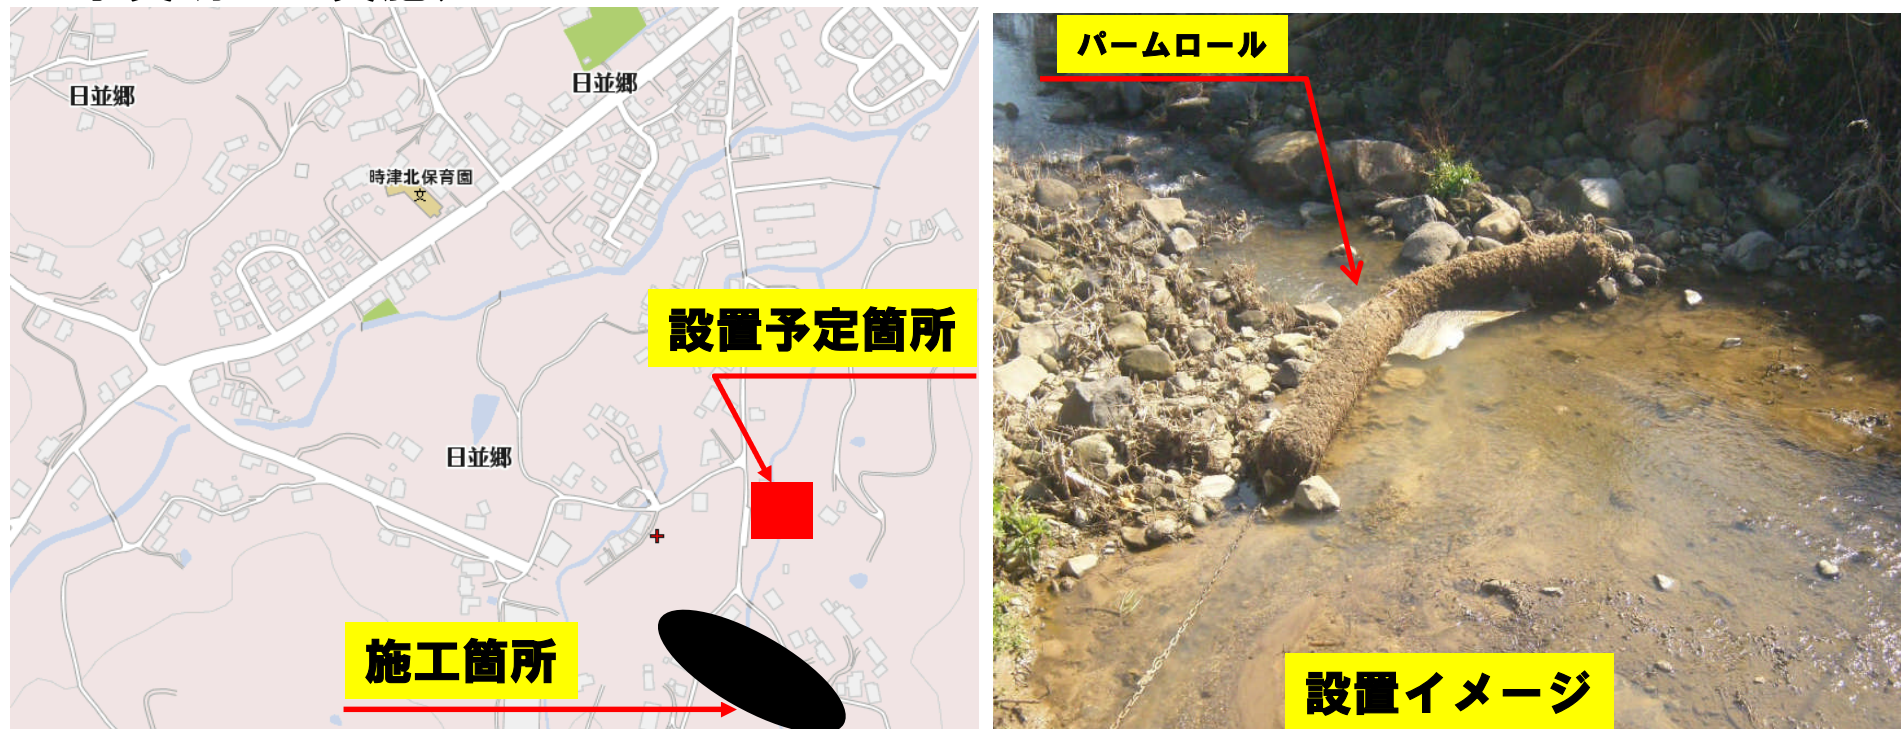 日並郷
日並郷
時津北保育園
設置予定箇所
日並郷
施工箇所
パームロール
設置イメージ